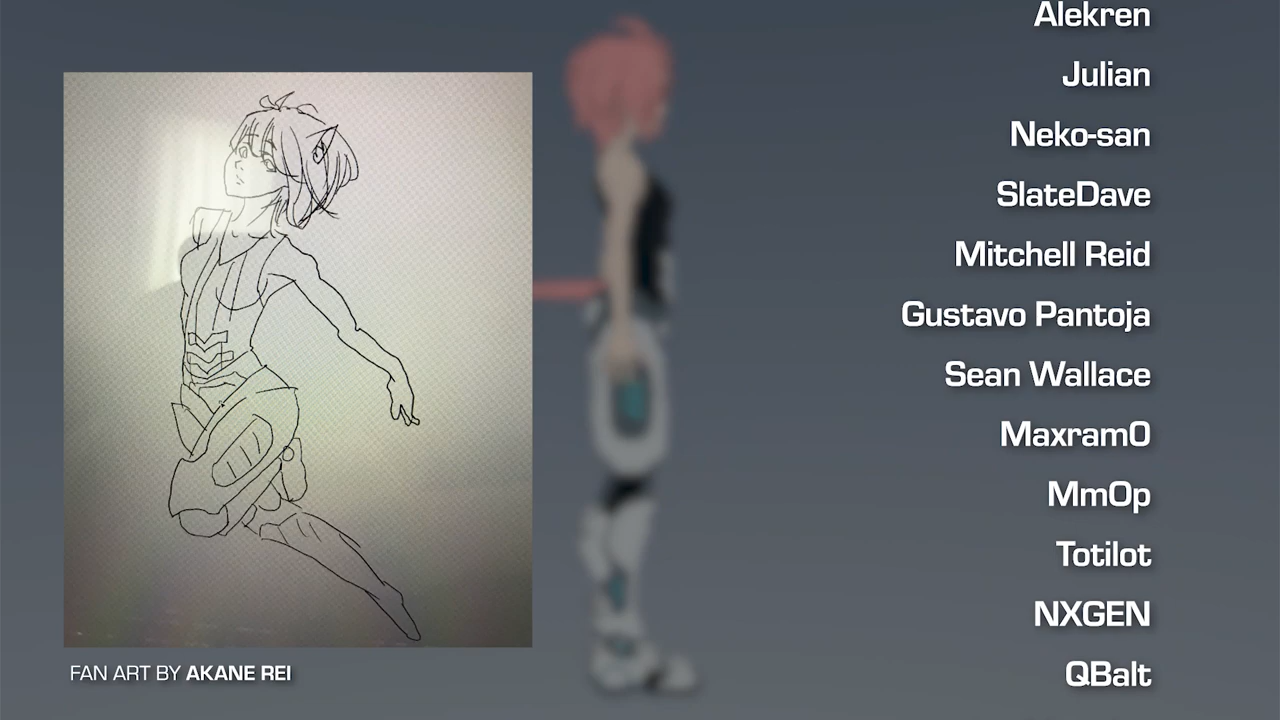 Alekren
Julian
Neko-san
SlateDave
Mitchell Reid
Gustavo Pantoja
Sean Wallace
Maxram0
MmOp
Totilot
NXGEN
QBalt
FAN ART BY AKANE REI